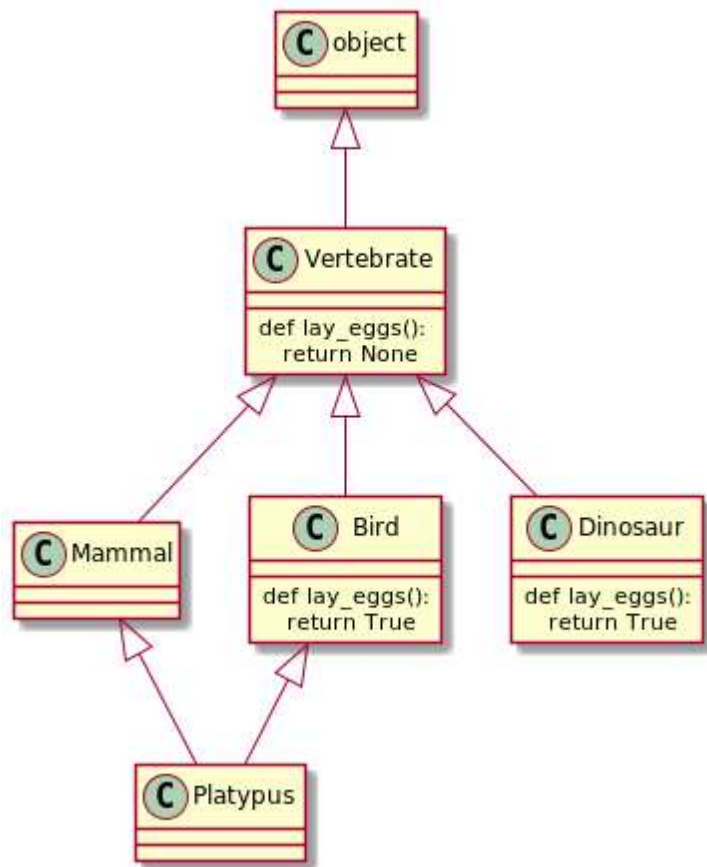 C object
C Vertebrate
def lay_eggs():
return None
C Mammal
C Bird
def lay_eggs():
return True
C Dinosaur
def lay_eggs():
return True
C Platypus